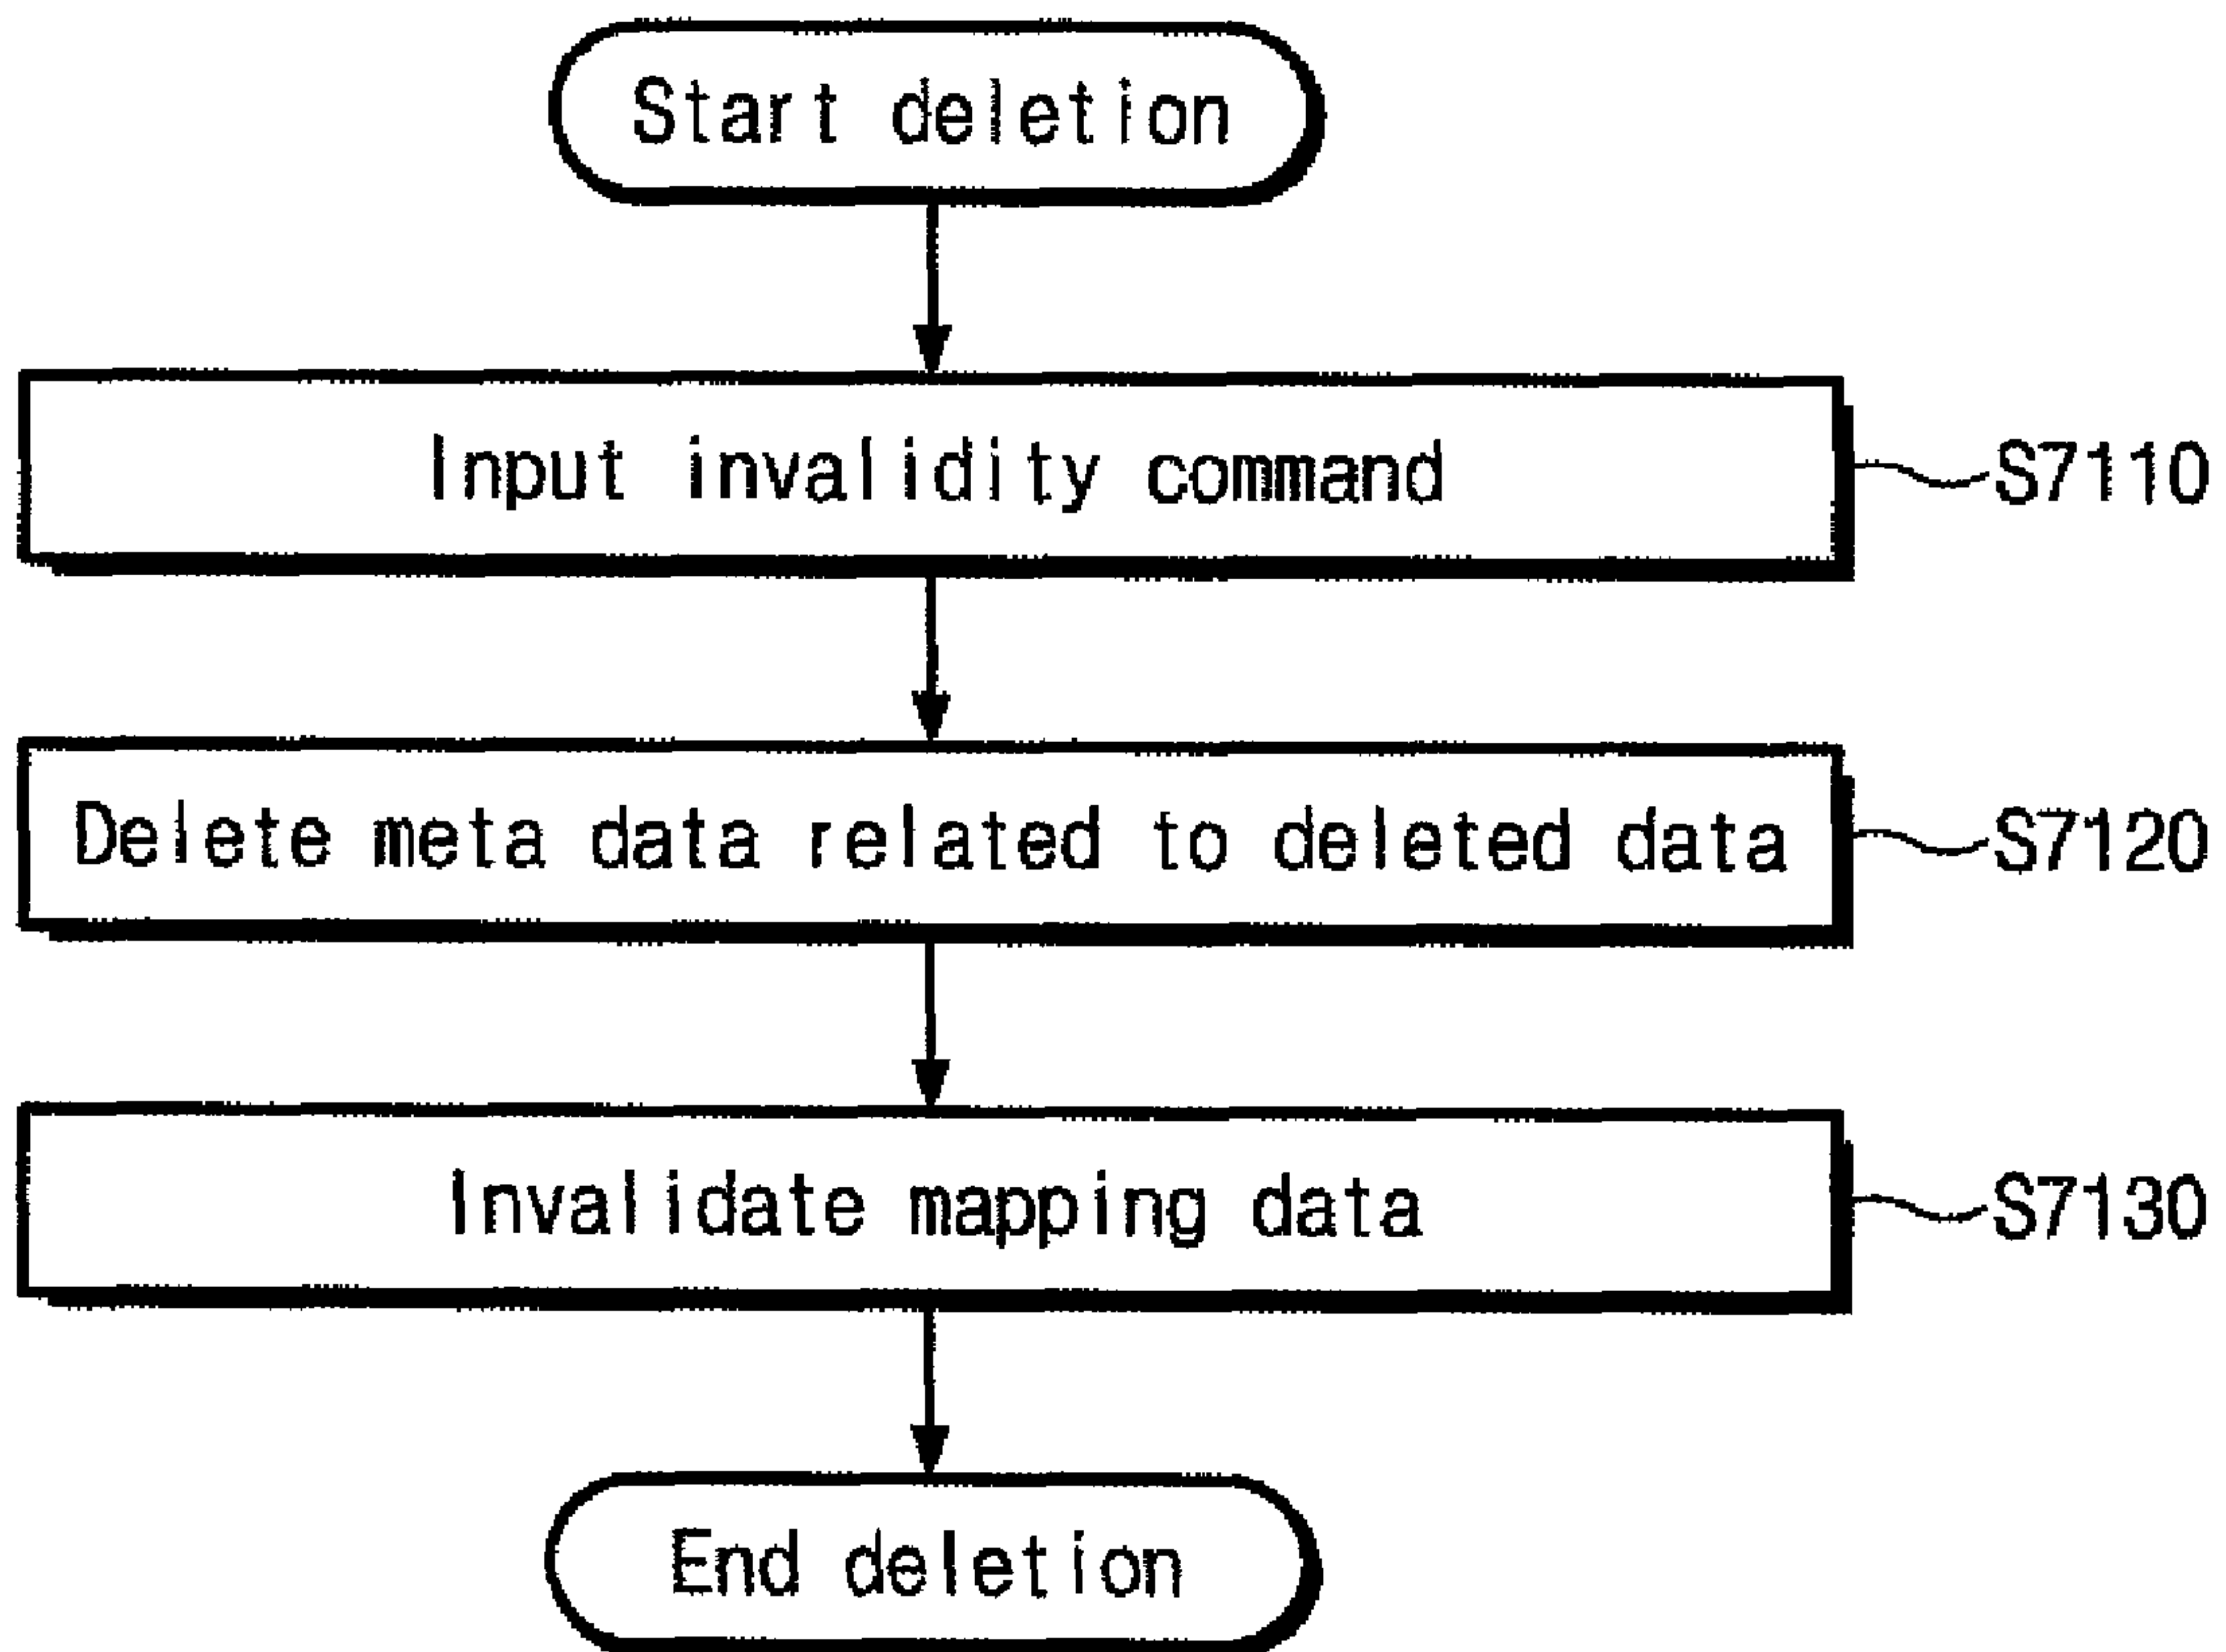 Start deletion
Input invalidity command
S7110
Delete meta data related to deleted data
S7120
Invalidate mapping data
S7130
End deletion